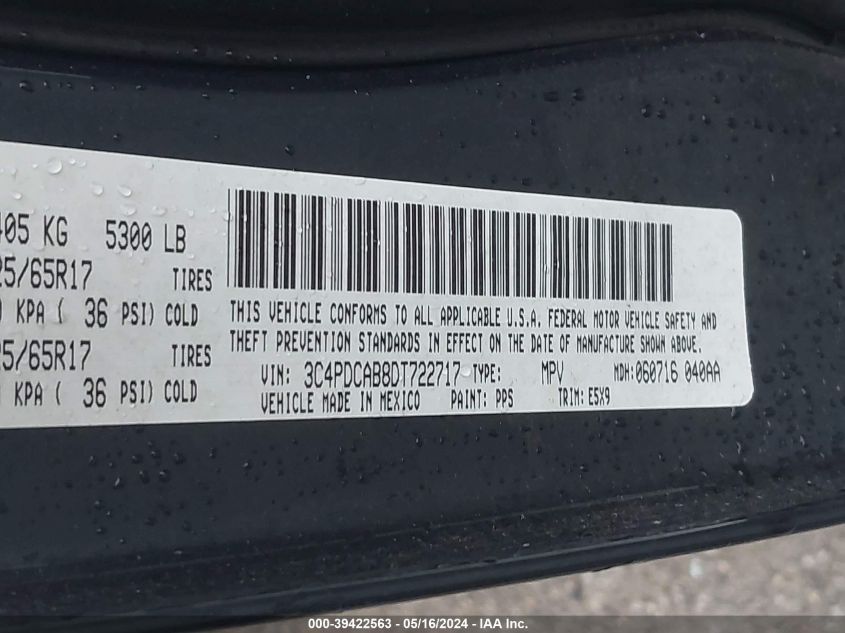 405 KG 5300 LB
25/65R17 TIRES
KPA ( 36 PSI) COLD
25/65R17 TIRES
KPA ( 36 PSI) COLD
THIS VEHICLE CONFORMS TO ALL APPLICABLE U.S.A. FEDERAL MOTOR VEHICLE SAFETY AND
THEFT PREVENTION STANDARDS IN EFFECT ON THE DATE OF MANUFACTURE SHOWN ABOVE.
VIN: 3C4PDCAB8DT722717 TYPE: MPV MDH: 060716 040AA
VEHICLE MADE IN MEXICO PAINT: PPS TRIM: E5X9
000-39422563 - 05/16/2024 - IAA Inc.